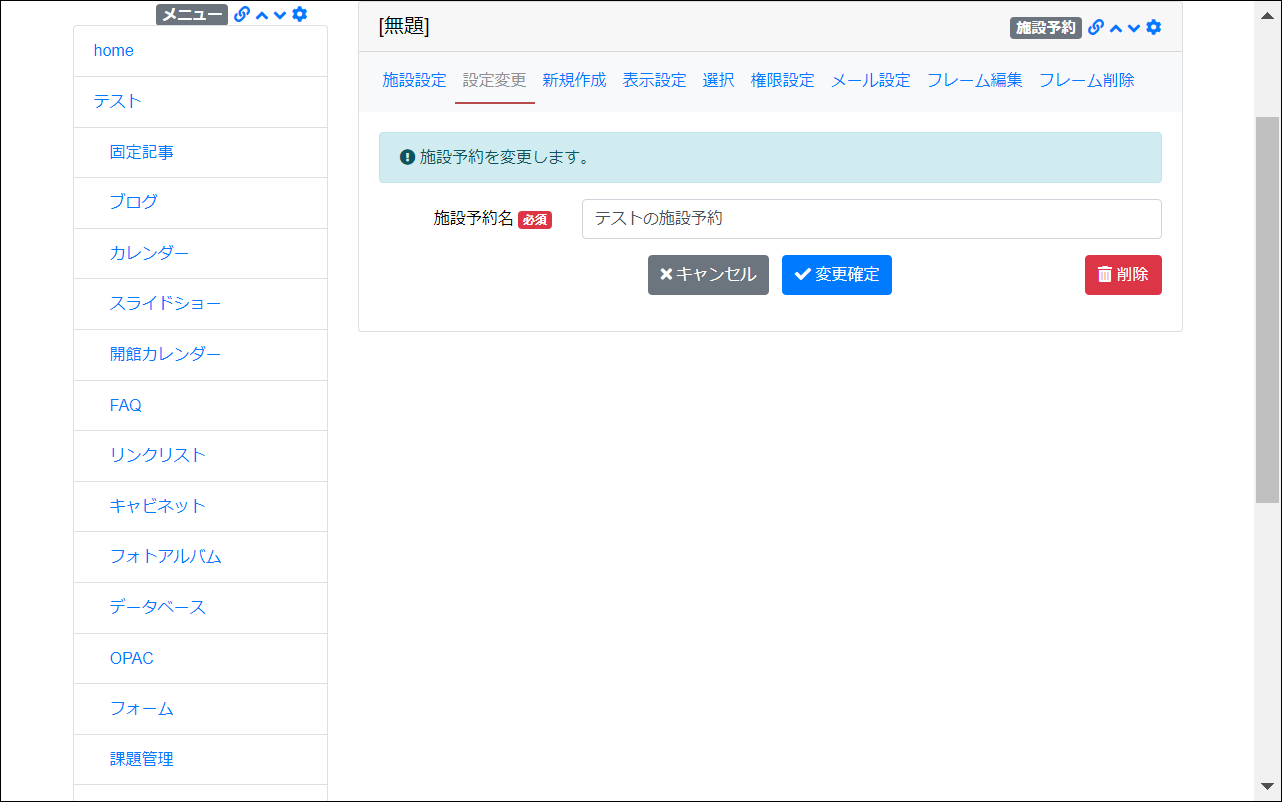 メニュー
home
テスト
固定記事
ブログ
カレンダー
スライドショー
開館カレンダー
FAQ
リンクリスト
キャビネット
フォトアルバム
データベース
OPAC
フォーム
課題管理
[無題]
施設予約
施設設定 設定変更 新規作成 表示設定 選択 権限設定 メール設定 フレーム編集 フレーム削除
施設予約を変更します。
施設予約名 必須 テストの施設予約
キャンセル 変更確定 削除